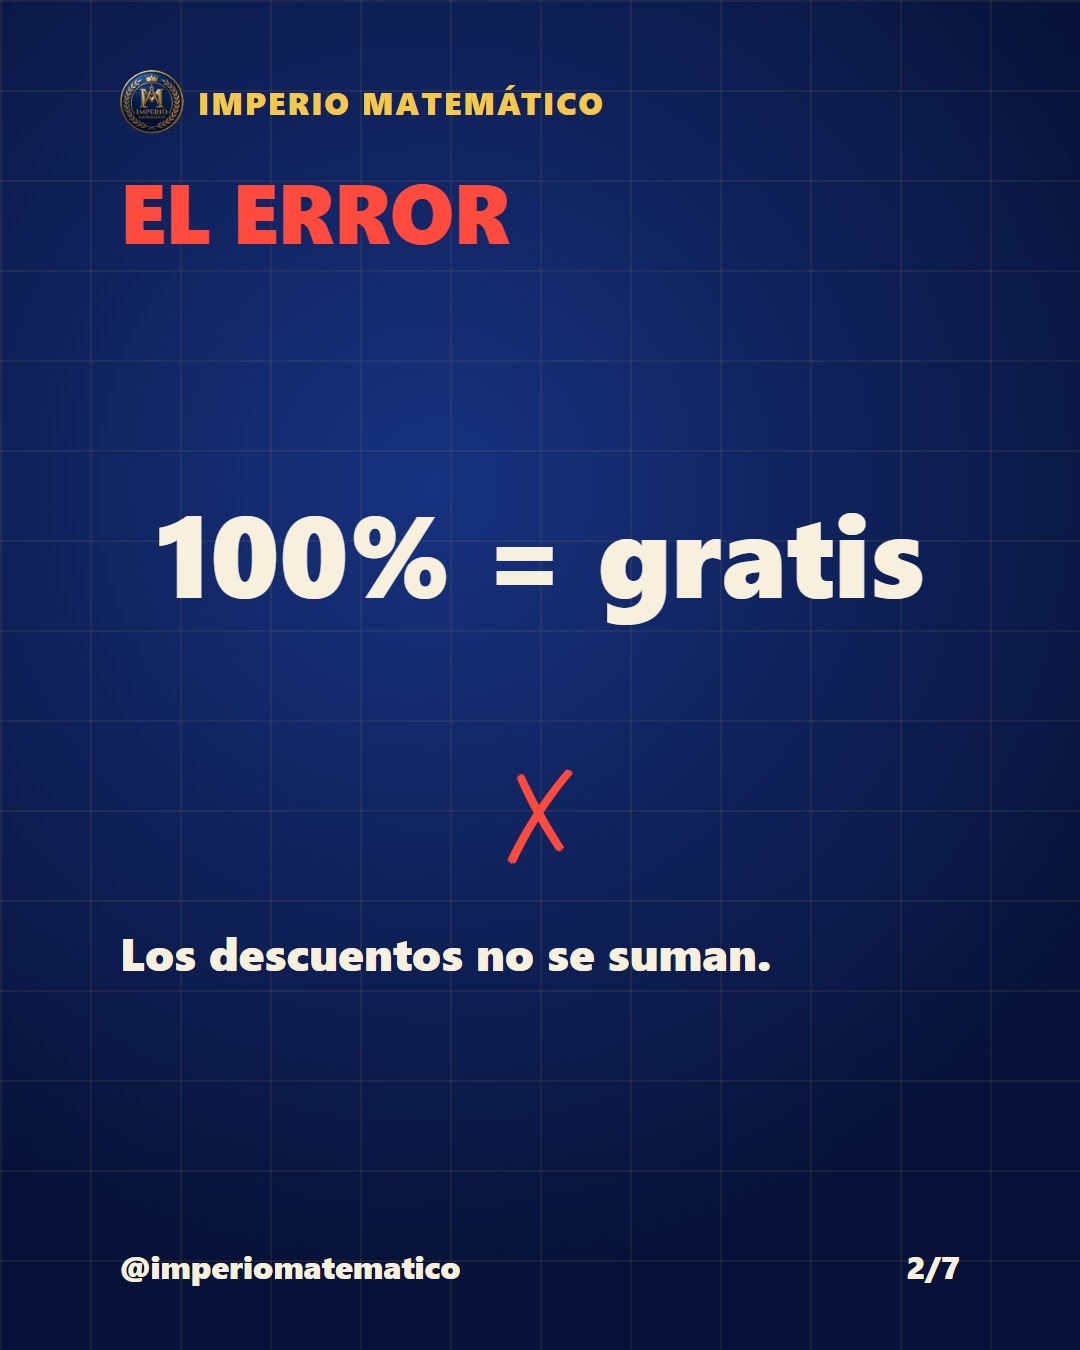 IMPERIO MATEMÁTICO
EL ERROR
100% = gratis
X
Los descuentos no se suman.
@imperiomatematico
2/7